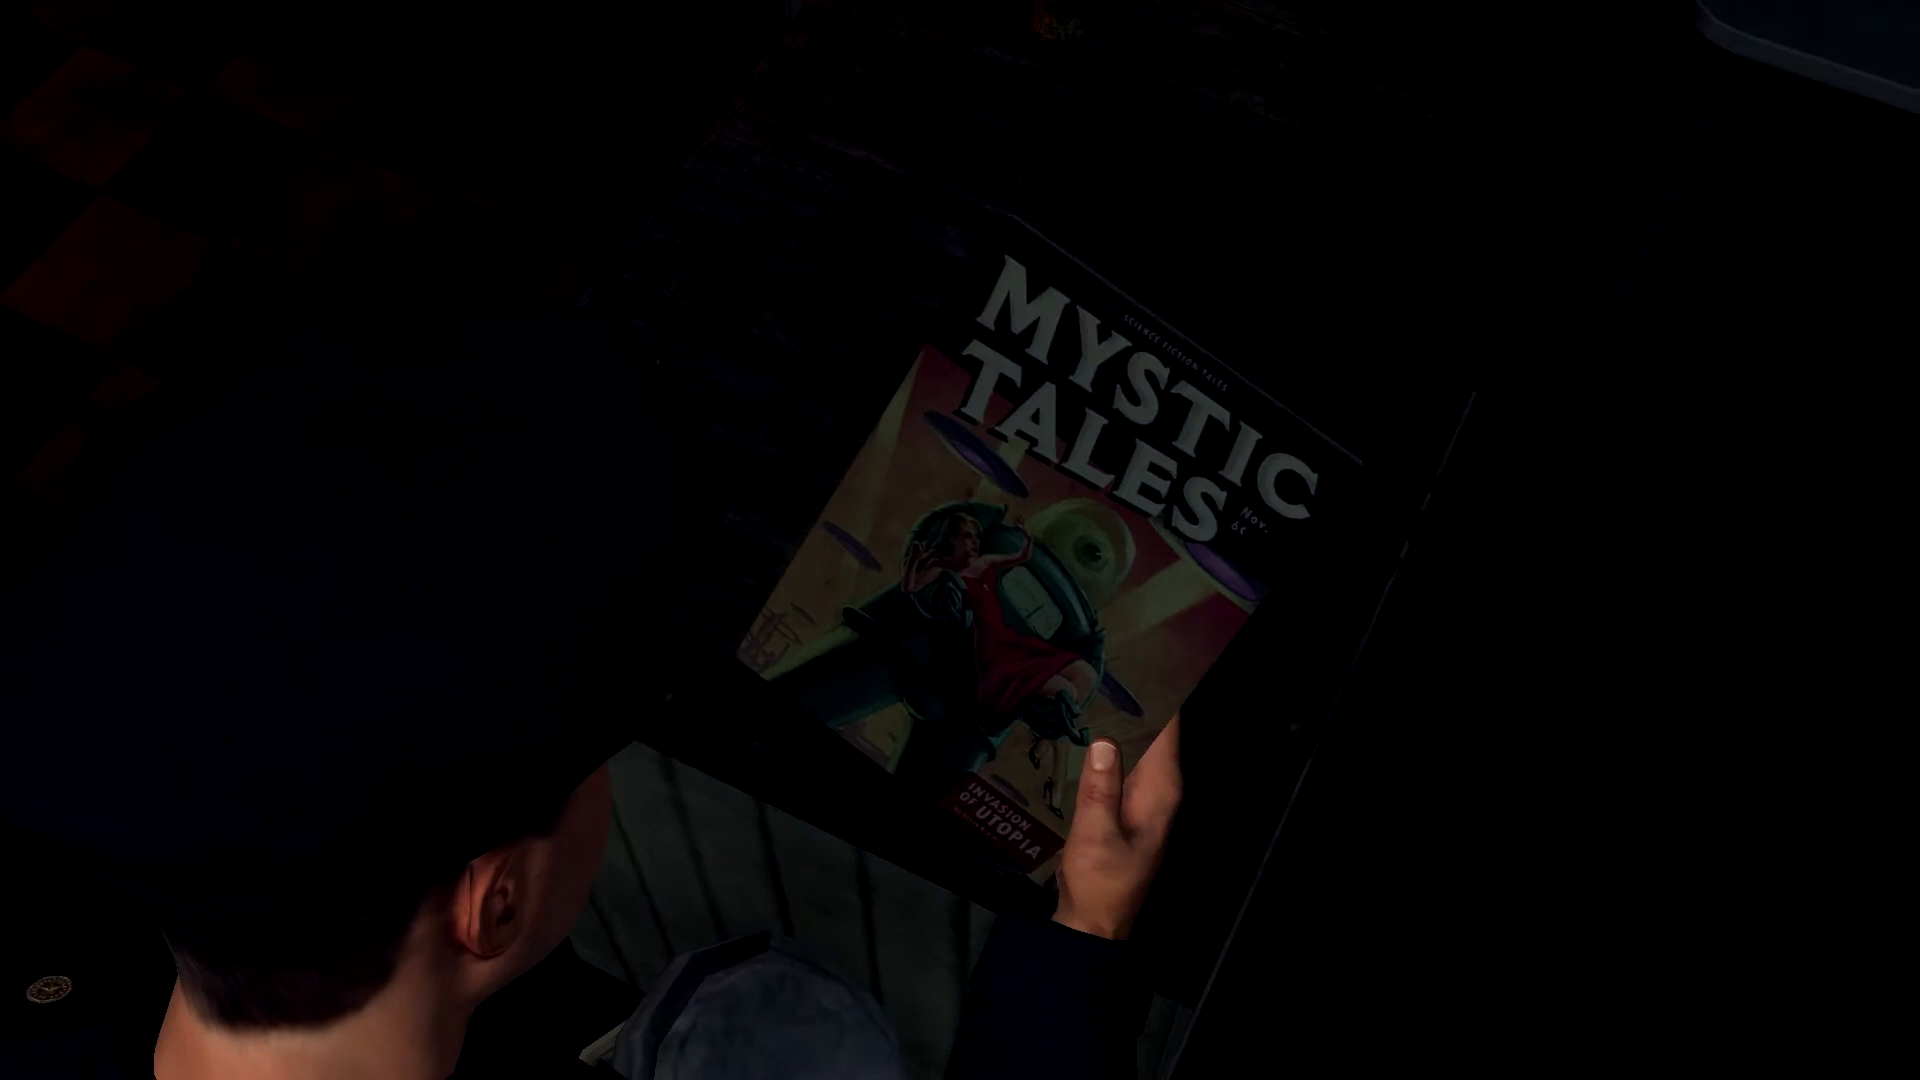 SCIENCE-FICTION TALES
MYSTIC
TALES
Nov.
6¢
INVASION
OF UTOPIA